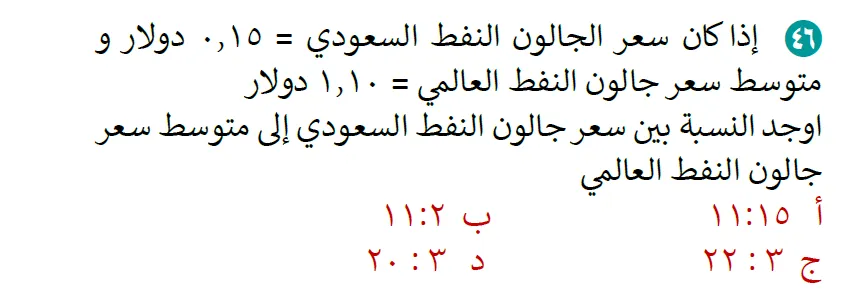 ٤٦ إذا كان سعر الجالون النفط السعودي = ٠,١٥ دولار و
متوسط سعر جالون النفط العالمي = ١,١٠ دولار
اوجد النسبة بين سعر جالون النفط السعودي إلى متوسط سعر
جالون النفط العالمي
أ ١١:١٥ ب ١١:٢
ج ٣ : ٢٢ د ٣ : ٢٠